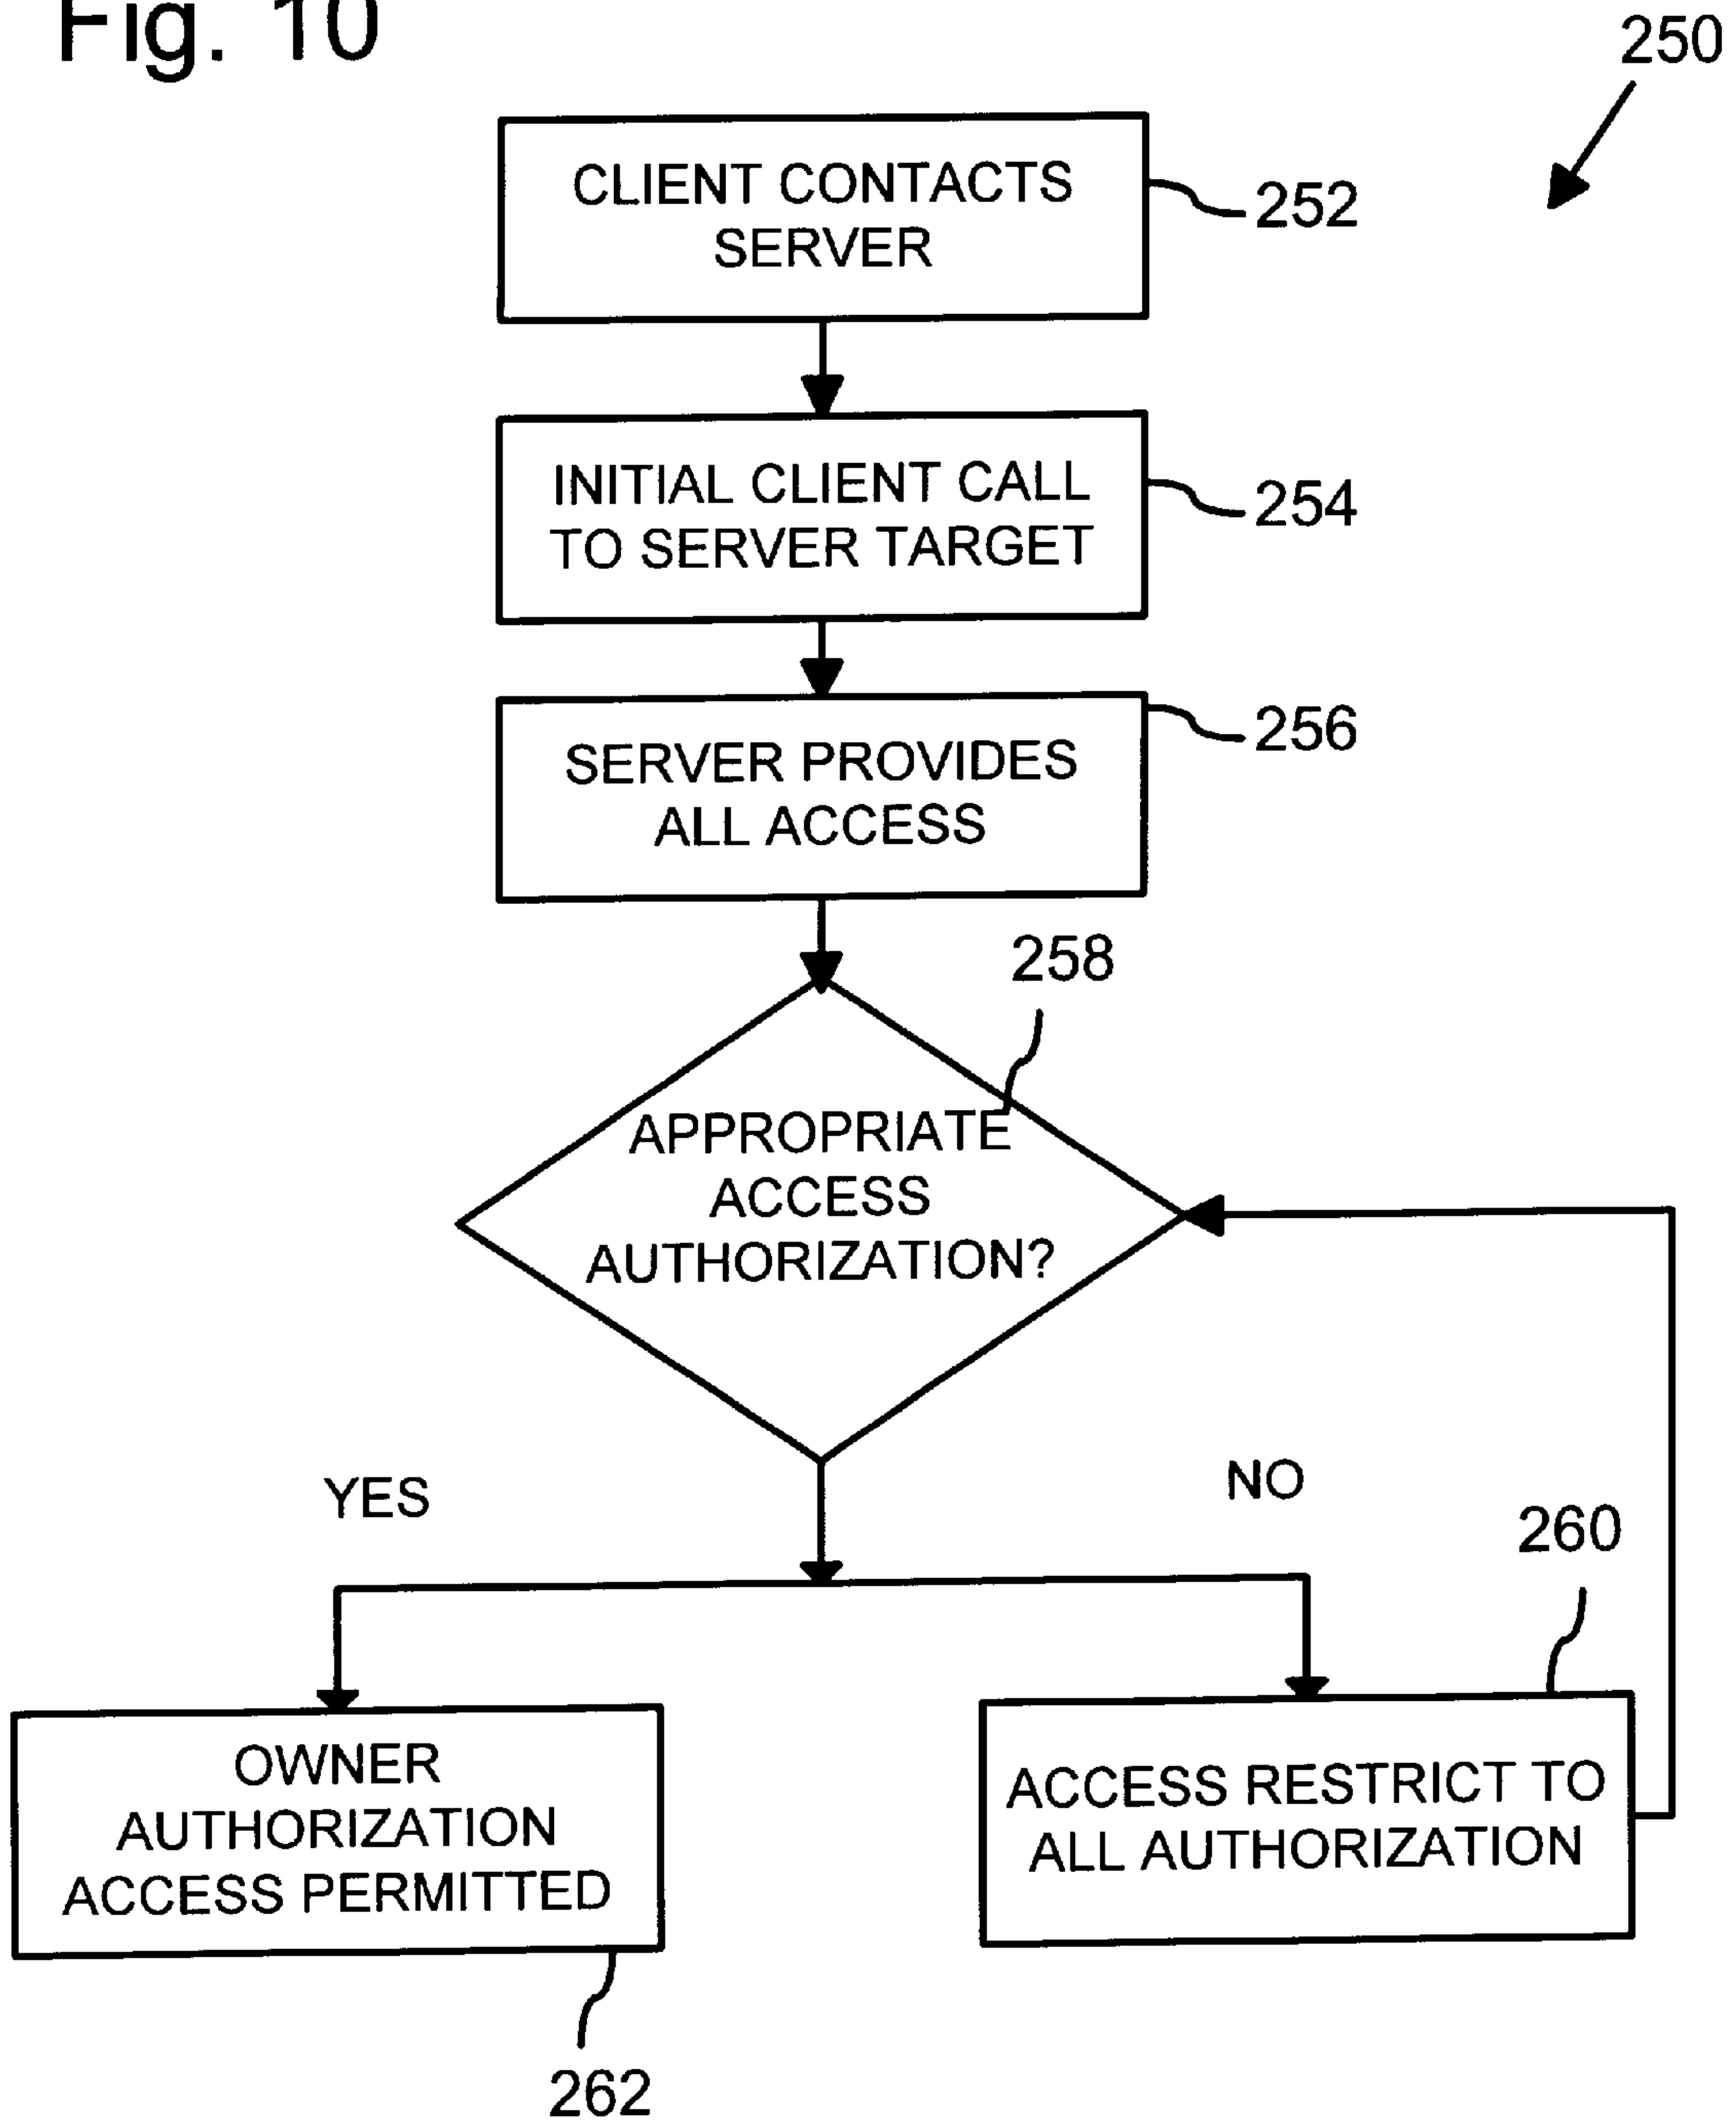 Fig. 10
250
CLIENT CONTACTS
SERVER
252
INITIAL CLIENT CALL
TO SERVER TARGET
254
SERVER PROVIDES
ALL ACCESS
256
258
APPROPRIATE
ACCESS
AUTHORIZATION?
YES
NO
260
OWNER
AUTHORIZATION
ACCESS PERMITTED
ACCESS RESTRICT TO
ALL AUTHORIZATION
262